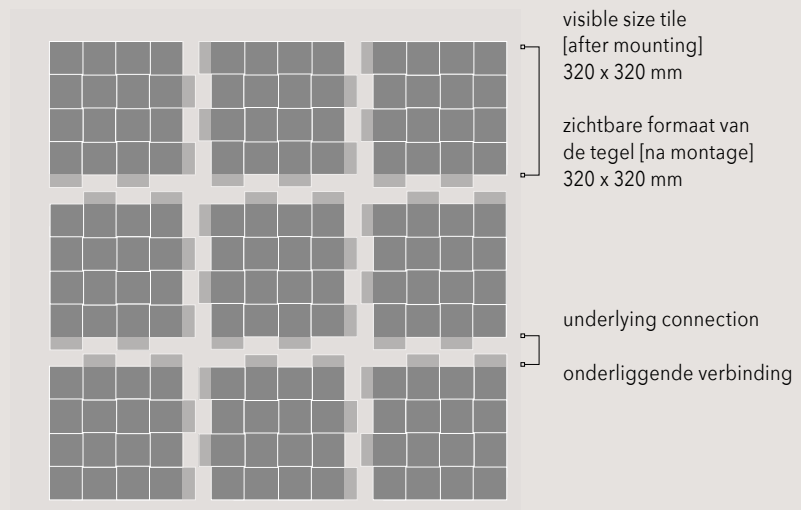 visible size tile
[after mounting]
320 x 320 mm
zichtbare formaat van
de tegel [na montage]
320 x 320 mm
underlying connection
onderliggende verbinding